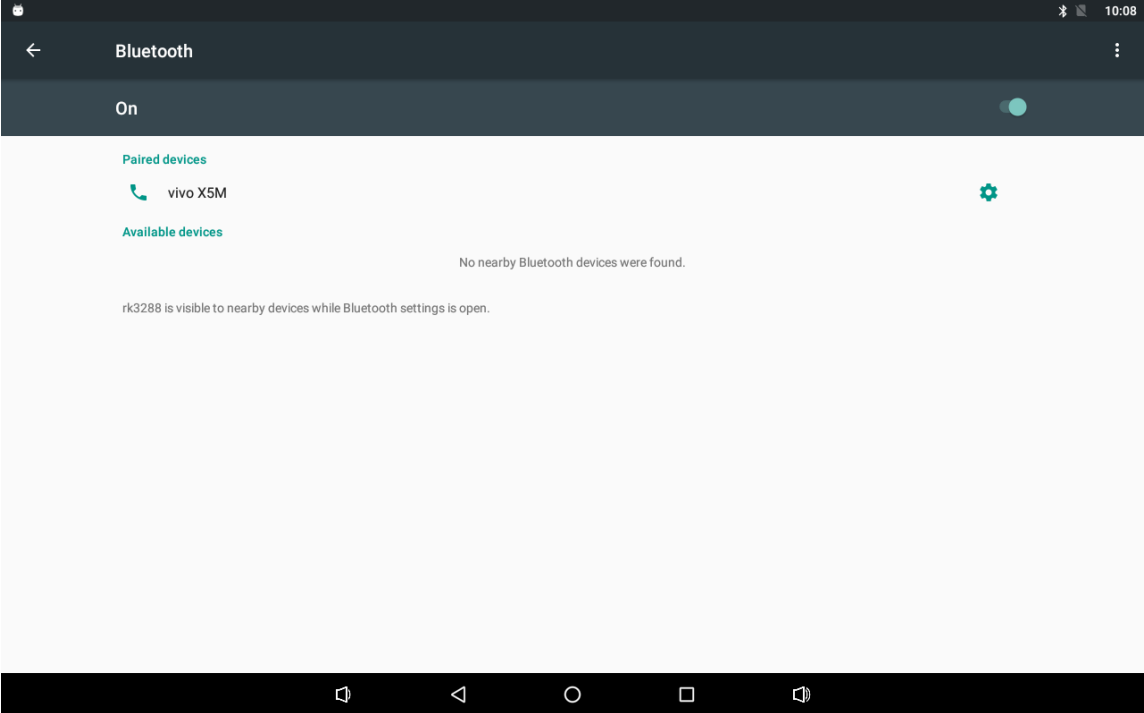 10:08
Bluetooth
On
Paired devices
vivo X5M
Available devices
No nearby Bluetooth devices were found.
rk3288 is visible to nearby devices while Bluetooth settings is open.